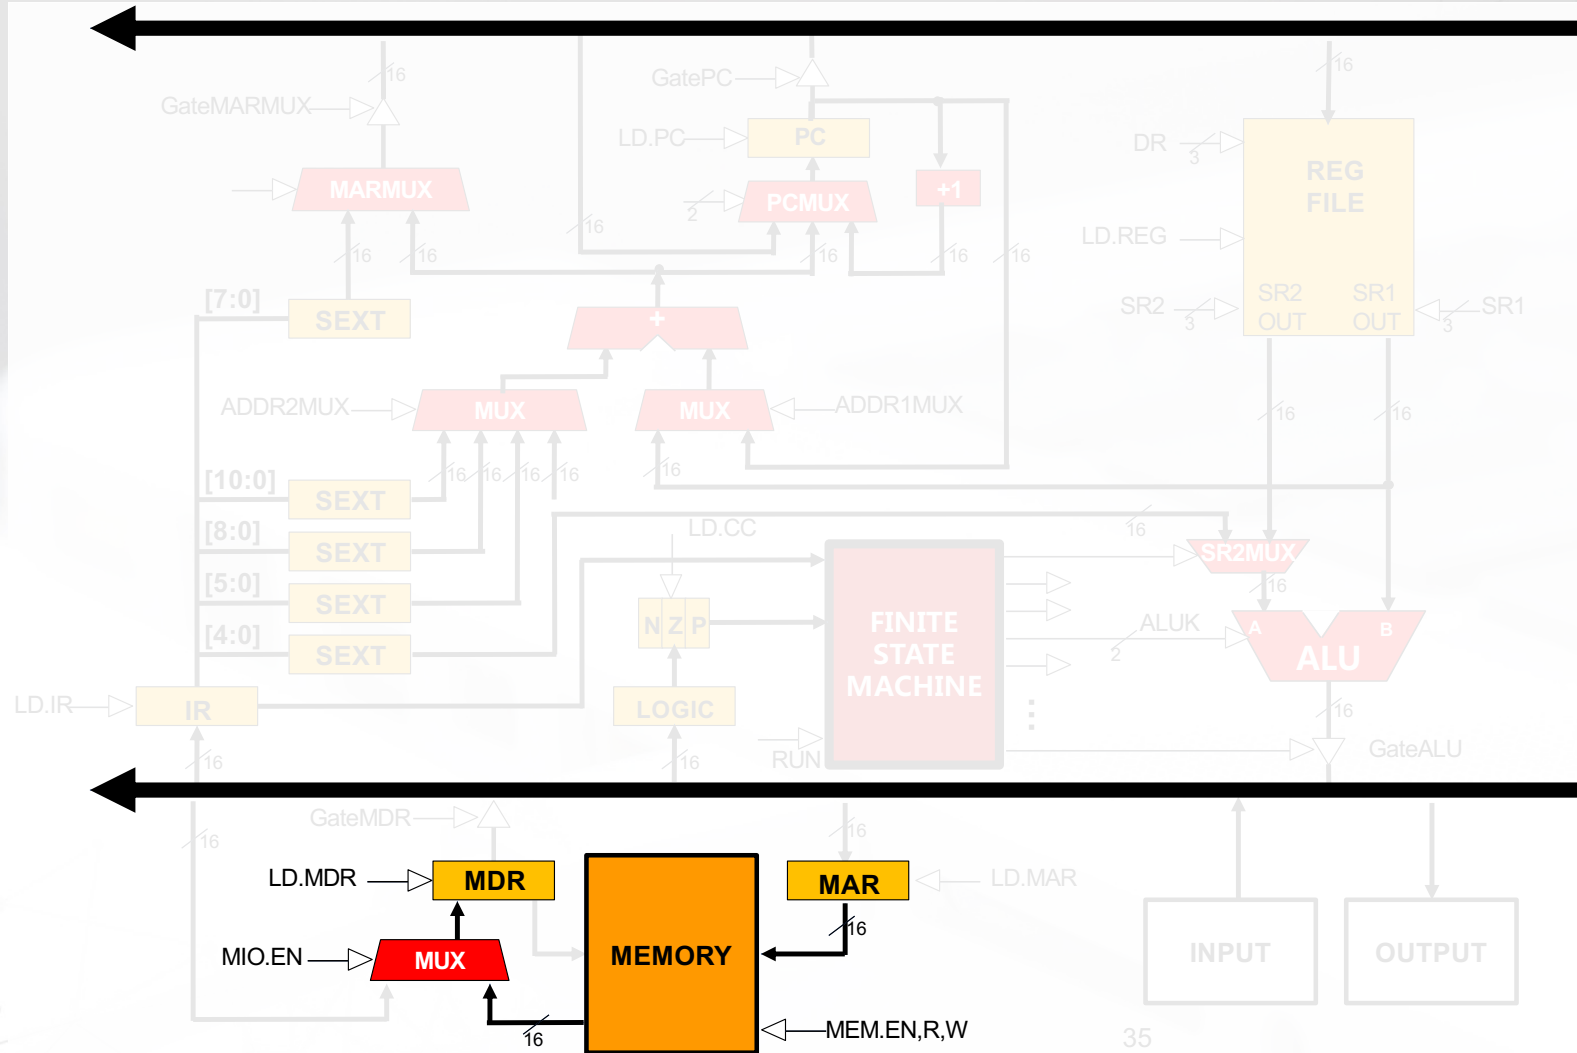 16
GatePC
16
GateMARMUX
LD.PC
PC
DR
3
REG
FILE
MARMUX
PCMUX
2
+1
16
LD.REG
16
16
16
16
16
16
[7:0]
SEXT
+
SR2
3
SR2
OUT
SR1
OUT
3
SR1
ADDR2MUX
MUX
MUX
ADDR1MUX
16
16
16
16
16
16
16
[10:0]
SEXT
[8:0]
SEXT
[5:0]
SEXT
[4:0]
SEXT
LD.CC
16
SR2MUX
16
N Z P
FINITE
STATE
MACHINE
ALUK
2
A
B
ALU
LD.IR
IR
LOGIC
16
16
16
RUN
GateALU
GateMDR
16
16
LD.MDR
MDR
MAR
LD.MAR
16
MIO.EN
MUX
MEMORY
INPUT
OUTPUT
16
MEM.EN,R,W
35